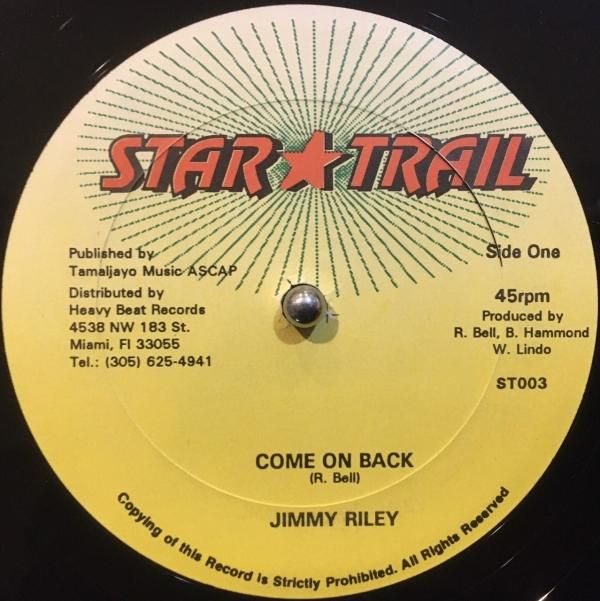 STAR★TRAIL
Published by
Tamaljayo Music ASCAP
Distributed by
Heavy Beat Records
4538 NW 183 St.
Miami, Fl 33055
Tel.: (305) 625-4941
Side One
45rpm
Produced by
R. Bell, B. Hammond
W. Lindo
ST003
COME ON BACK
(R. Bell)
JIMMY RILEY
Copying of this Record is Strictly Prohibited. All Rights Reserved